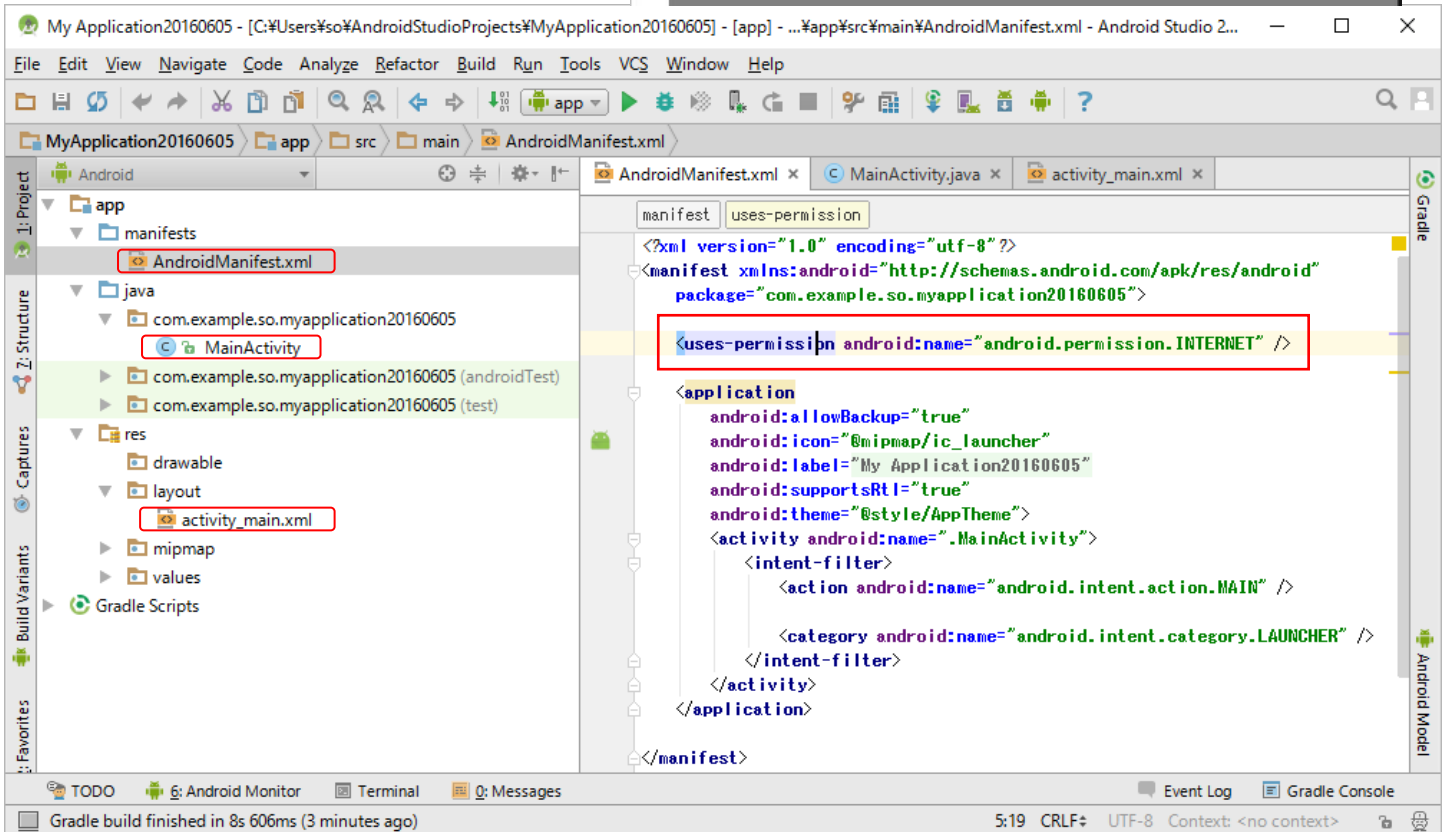 My Application20160605 - [C:¥Users¥so¥AndroidStudioProjects¥MyApplication20160605] - [app] - ...¥app¥src¥main¥AndroidManifest.xml - Android Studio 2...
File Edit View Navigate Code Analyze Refactor Build Run Tools VCS Window Help
app
MyApplication20160605 app src main AndroidManifest.xml
1: Project
Z: Structure
Captures
Build Variants
Favorites
Android
app
manifests
AndroidManifest.xml
java
com.example.so.myapplication20160605
MainActivity
com.example.so.myapplication20160605 (androidTest)
com.example.so.myapplication20160605 (test)
res
drawable
layout
activity_main.xml
mipmap
values
Gradle Scripts
AndroidManifest.xml MainActivity.java activity_main.xml
manifest uses-permission
<?xml version="1.0" encoding="utf-8"?>
<manifest xmlns:android="http://schemas.android.com/apk/res/android"
package="com.example.so.myapplication20160605">
<uses-permission android:name="android.permission.INTERNET" />
<application
android:allowBackup="true"
android:icon="@mipmap/ic_launcher"
android:label="My Application20160605"
android:supportsRtl="true"
android:theme="@style/AppTheme">
<activity android:name=".MainActivity">
<intent-filter>
<action android:name="android.intent.action.MAIN" />
<category android:name="android.intent.category.LAUNCHER" />
</intent-filter>
</activity>
</application>
</manifest>
Gradle
Android Model
TODO 6: Android Monitor Terminal 0: Messages Event Log Gradle Console
Gradle build finished in 8s 606ms (3 minutes ago) 5:19 CRLF UTF-8 Context: <no context>